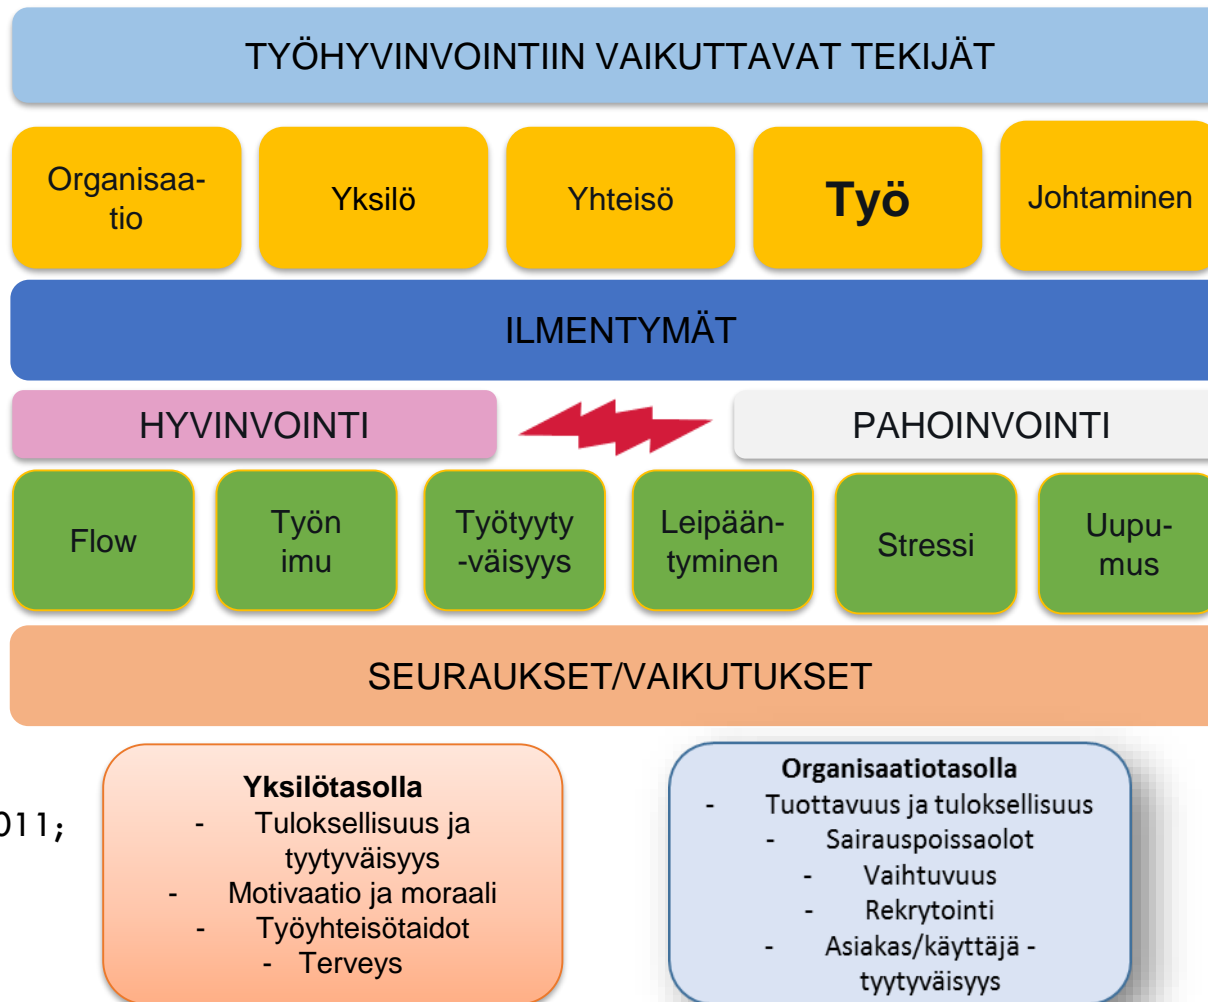 TYÖHYVINVOINTIIN VAIKUTTAVAT TEKIJÄT
Organisaa-
tio
Yksilö
Yhteisö
Työ
Johtaminen
ILMENTYMÄT
HYVINVOINTI
PAHOINVOINTI
Flow
Työn
imu
Työtyyty
-väisyys
Leipään-
tyminen
Stressi
Uupu-
mus
SEURAUKSET/VAIKUTUKSET
011;
Yksilötasolla
- Tuloksellisuus ja
tyytyväisyys
- Motivaatio ja moraali
- Työyhteisötaidot
- Terveys
Organisaatiotasolla
- Tuottavuus ja tuloksellisuus
- Sairauspoissaolot
- Vaihtuvuus
- Rekrytointi
- Asiakas/käyttäjä -
tyytyväisyys